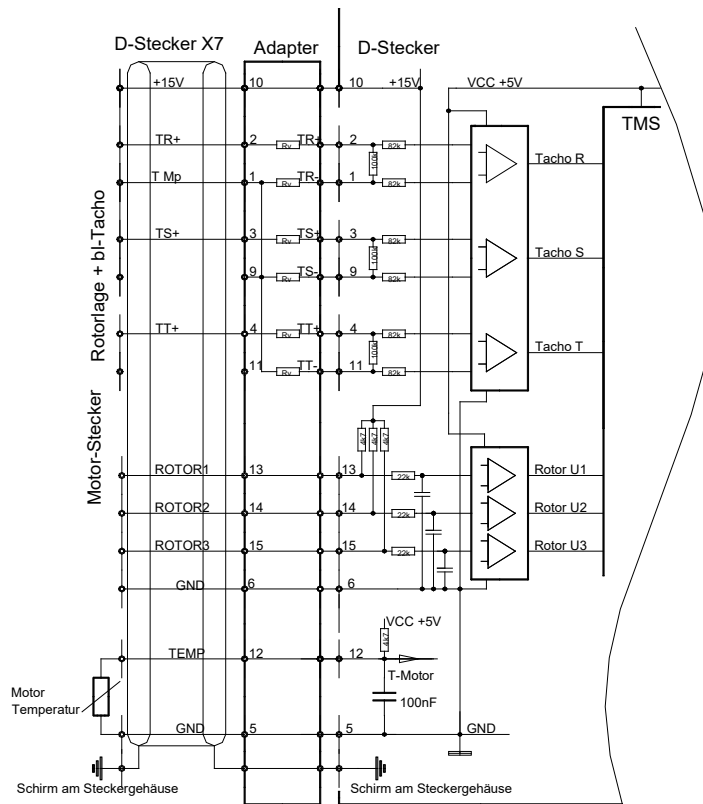 D-Stecker X7 Adapter D-Stecker
+15V 10 10 +15V VCC +5V
TMS
TR+ 2 Rv TR+ 2 82k
100k
Tacho R
T Mp 1 Rv TR- 1 82k
TS+ 3 Rv TS+ 3 82k
100k
Tacho S
9 Rv TS- 9 82k
TT+ 4 Rv TT+ 4 82k
100k
Tacho T
11 Rv TT- 11 82k
Rotorlage + bl-Tacho
Motor-Stecker
4k7 4k7 4k7
ROTOR1 13 13 22k Rotor U1
ROTOR2 14 14 22k Rotor U2
ROTOR3 15 15 22k Rotor U3
GND 6 6
VCC +5V
4k7
TEMP 12 12
T-Motor
Motor
Temperatur
100nF
GND 5 5 GND
Schirm am Steckergehäuse Schirm am Steckergehäuse